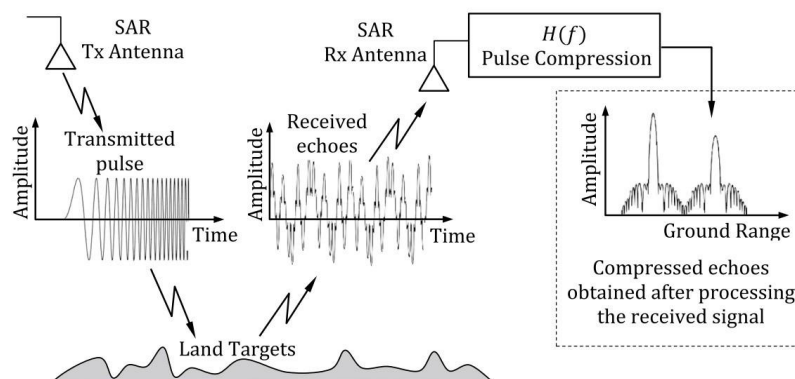 SAR
Tx Antenna
Amplitude
Transmitted
pulse
Time
Land Targets
Amplitude
Received
echoes
Time
SAR
Rx Antenna
H(f)
Pulse Compression
Amplitude
Ground Range
Compressed echoes
obtained after processing
the received signal